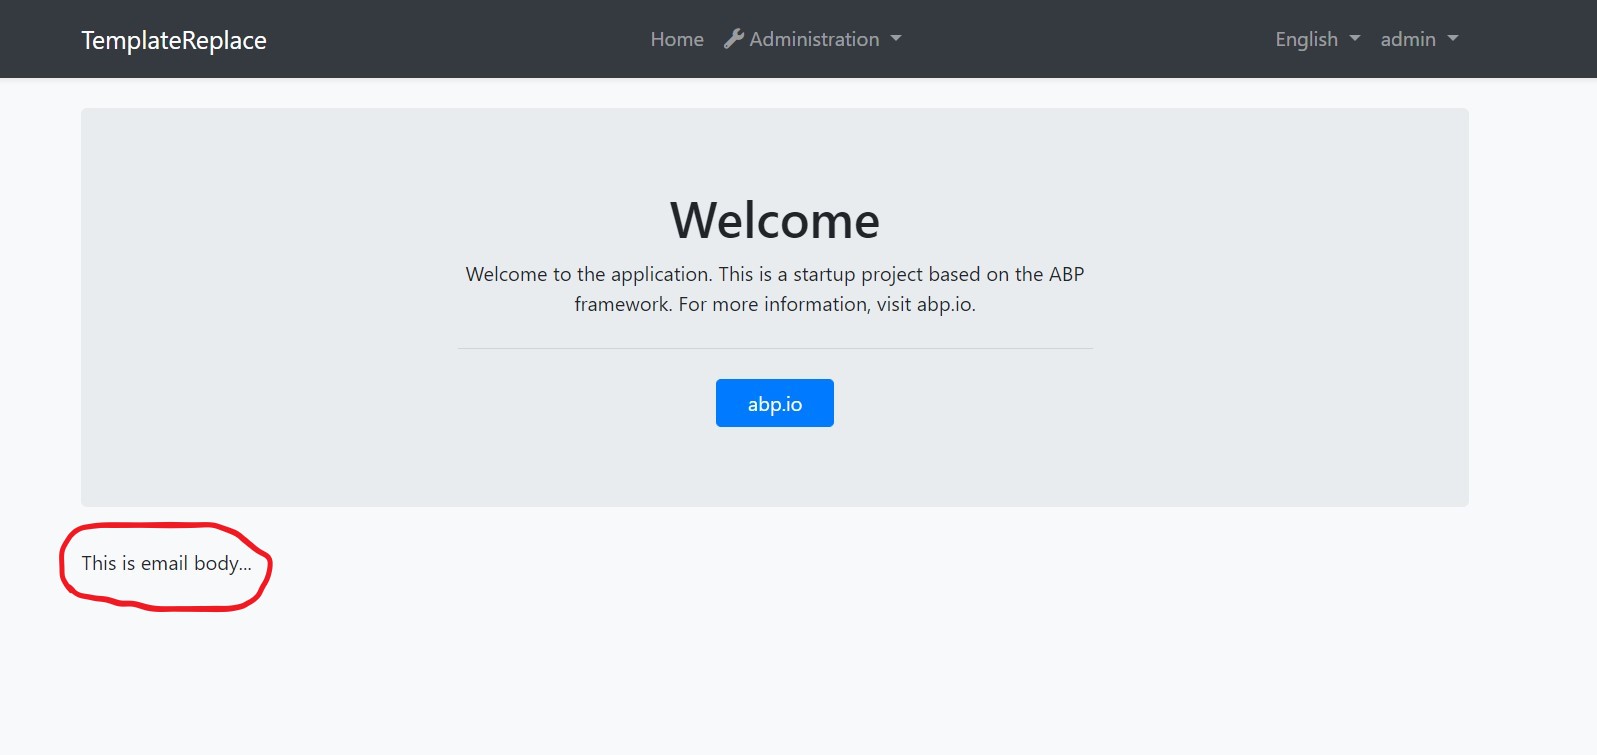 TemplateReplace
Home Administration
English admin
Welcome
Welcome to the application. This is a startup project based on the ABP
framework. For more information, visit abp.io.
abp.io
This is email body...